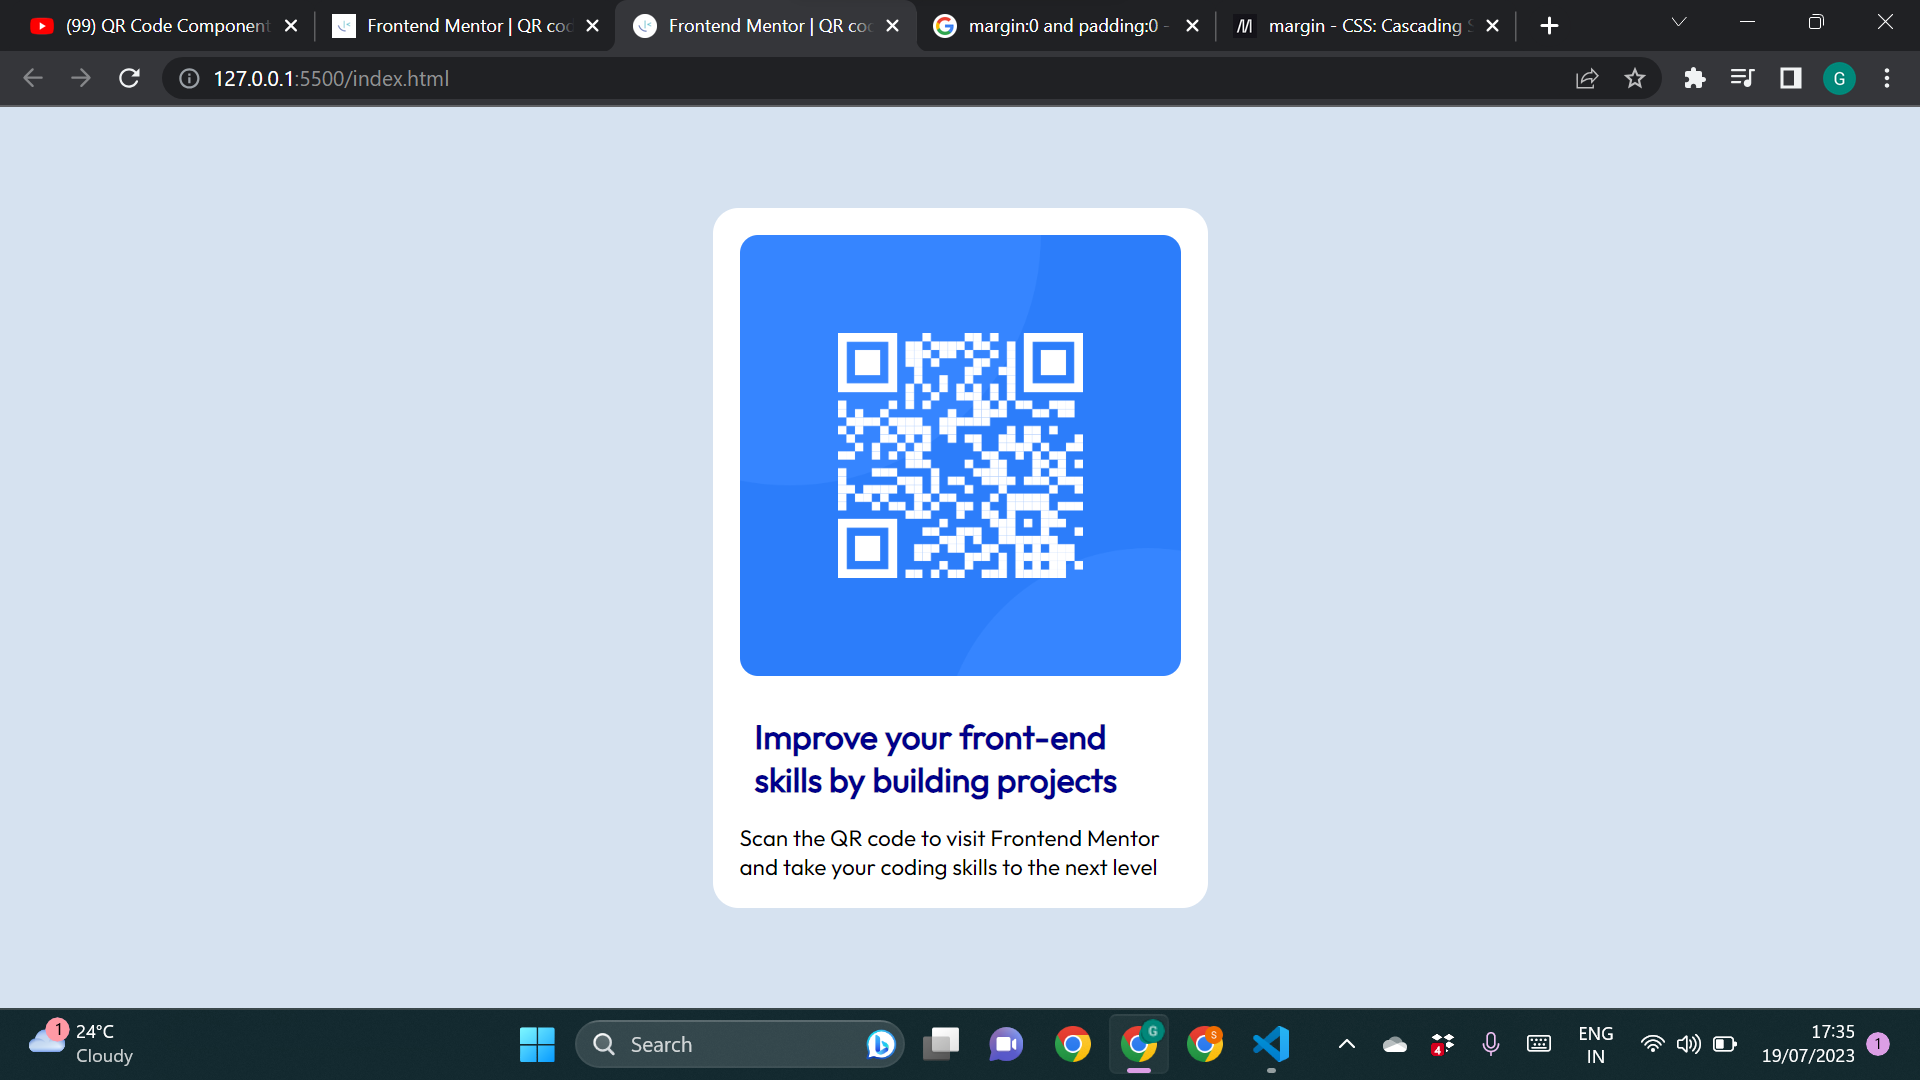 (99) QR Code Component
Frontend Mentor | QR co
Frontend Mentor | QR co
margin:0 and padding:0 -
margin - CSS: Cascading
127.0.0.1:5500/index.html
G
Improve your front-end
skills by building projects
Scan the QR code to visit Frontend Mentor
and take your coding skills to the next level
1
24°C
Cloudy
Search
G
S
4
ENG
IN
17:35
19/07/2023
1